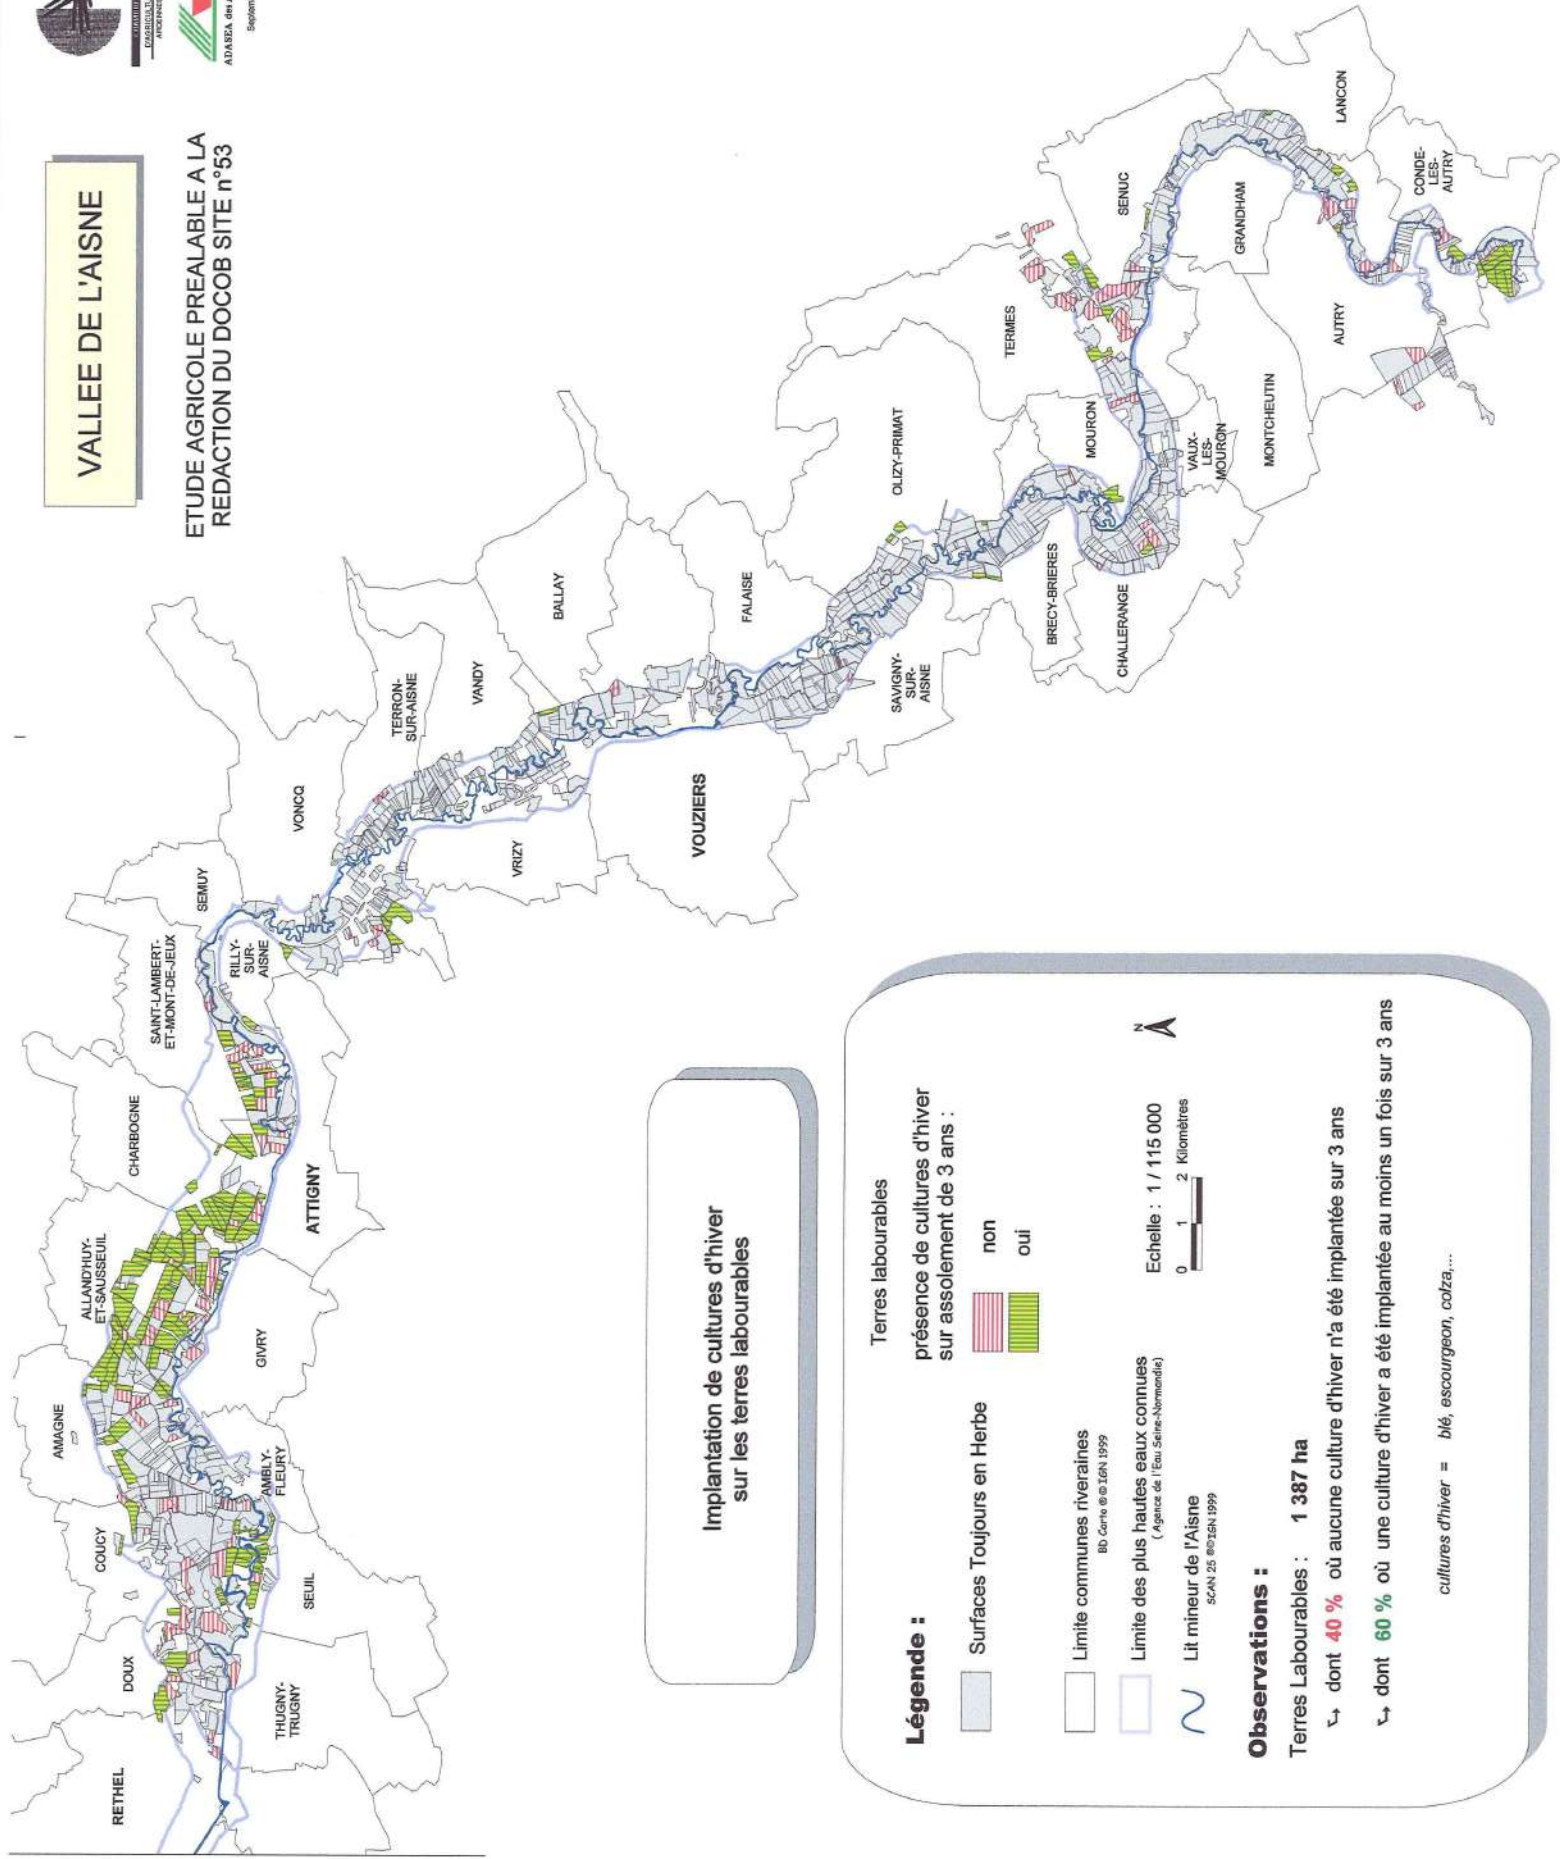 D'AGRICULTURE
ARDENNES
ADASEA des
VALLEE DE L'AISNE
ETUDE AGRICOLE PREALABLE A LA
REDACTION DU DOCOB SITE n°53
RETHEL
DOUX
THUGNY-
TRUGNY
COUCY
SEUIL
AMAGNE
AMBLY-
FLEURY
ALLAND'HUY-
ET-SAUSSEUIL
GIVRY
CHARBOGNE
ATTIGNY
SAINT-LAMBERT-
ET-MONT-DE-JEUX
RILLY-
SUR-
AISNE
SEMUY
VONCQ
TERRON-
SUR-AISNE
VRIZY
VANDY
BALLAY
VOUZIERS
FALAISE
SAVIGNY-
SUR-
AISNE
OLIZY-PRIMAT
BRECY-BRIERES
CHALLERANGE
MOURON
VAUX-
LES-
MOURON
TERMES
MONTCHEUTIN
SENUC
GRANDHAM
AUTRY
LANCON
CONDE-
LES-
AUTRY
Implantation de cultures d'hiver
sur les terres labourables
Légende :
Surfaces Toujours en Herbe
Limite communes riveraines
BD Carto ®©IGN 1999
Limite des plus hautes eaux connues
( Agence de l'Eau Seine-Normandie)
Lit mineur de l'Aisne
SCAN 25 ®©IGN 1999
Terres labourables
présence de cultures d'hiver
sur assolement de 3 ans :
non
oui
N
Echelle : 1 / 115 000
0 1 2 Kilomètres
Observations :
Terres Labourables : 1 387 ha
dont 40 % où aucune culture d'hiver n'a été implantée sur 3 ans
dont 60 % où une culture d'hiver a été implantée au moins un fois sur 3 ans
cultures d'hiver = blé, escourgeon, colza,...